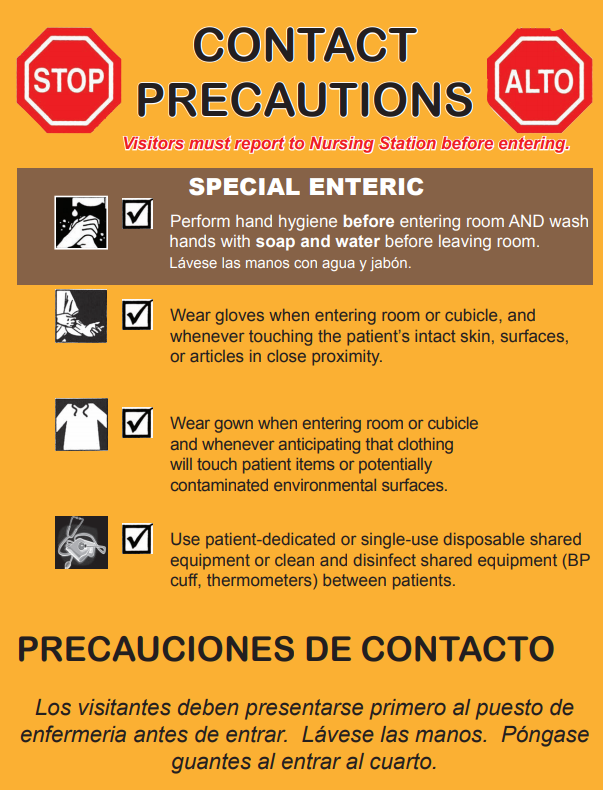 STOP
CONTACT
PRECAUTIONS
ALTO
Visitors must report to Nursing Station before entering.
SPECIAL ENTERIC
Perform hand hygiene before entering room AND wash
hands with soap and water before leaving room.
Lávese las manos con agua y jabón.
Wear gloves when entering room or cubicle, and
whenever touching the patient's intact skin, surfaces,
or articles in close proximity.
Wear gown when entering room or cubicle
and whenever anticipating that clothing
will touch patient items or potentially
contaminated environmental surfaces.
Use patient-dedicated or single-use disposable shared
equipment or clean and disinfect shared equipment (BP
cuff, thermometers) between patients.
PRECAUCIONES DE CONTACTO
Los visitantes deben presentarse primero al puesto de
enfermeria antes de entrar.  Lávese las manos.  Póngase
guantes al entrar al cuarto.